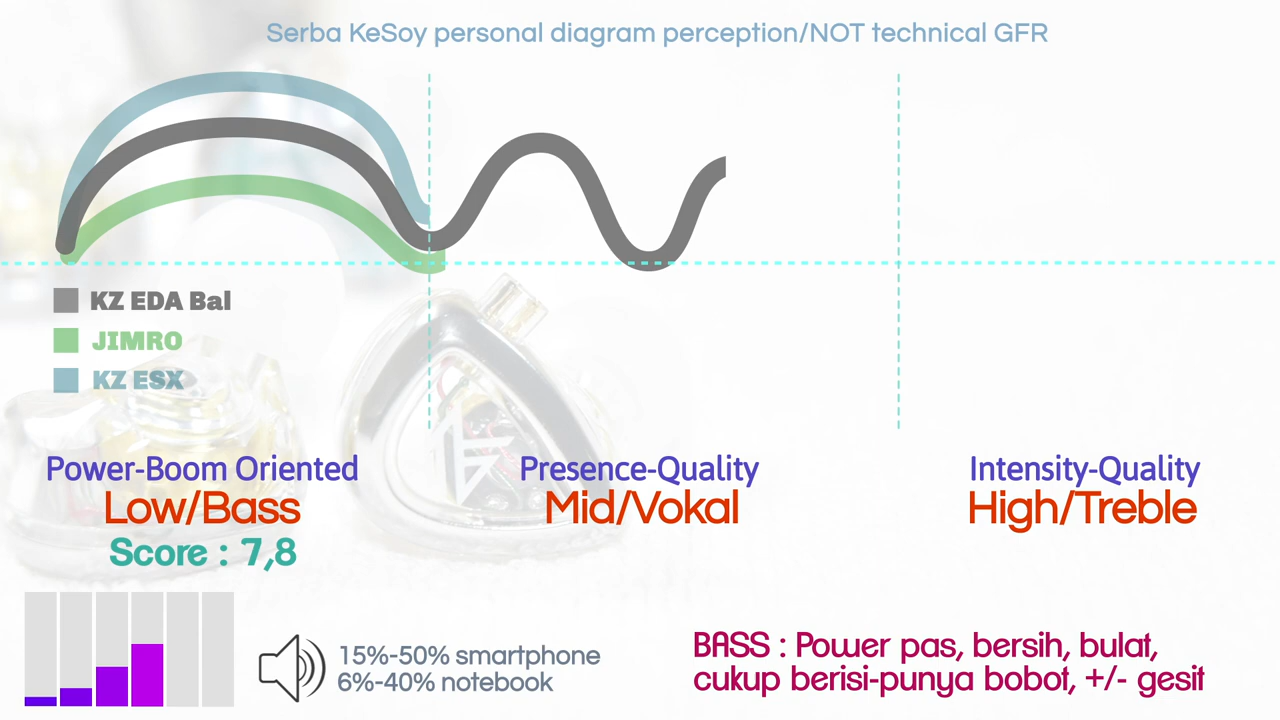 Serba KeSoy personal diagram perception/NOT technical GFR
KZ EDA Bal
JIMRO
KZ ESX
Power-Boom Oriented
Low/Bass
Score : 7,8
Presence-Quality
Mid/Vokal
Intensity-Quality
High/Treble
15%-50% smartphone
6%-40% notebook
BASS : Power pas, bersih, bulat,
cukup berisi-punya bobot, +/- gesit